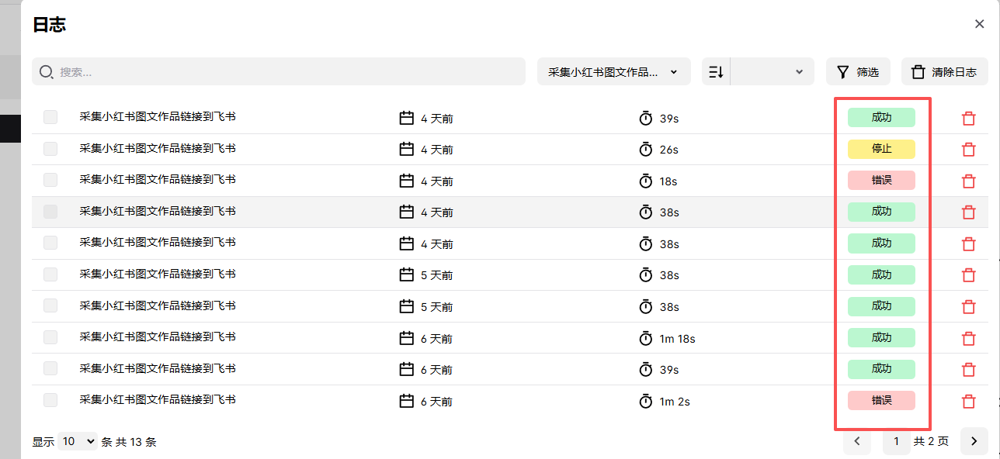 日志
搜索...
采集小红书图文作品...
筛选
清除日志
采集小红书图文作品链接到飞书 4 天前 39s 成功
采集小红书图文作品链接到飞书 4 天前 26s 停止
采集小红书图文作品链接到飞书 4 天前 18s 错误
采集小红书图文作品链接到飞书 4 天前 38s 成功
采集小红书图文作品链接到飞书 4 天前 38s 成功
采集小红书图文作品链接到飞书 5 天前 38s 成功
采集小红书图文作品链接到飞书 5 天前 38s 成功
采集小红书图文作品链接到飞书 6 天前 1m 18s 成功
采集小红书图文作品链接到飞书 6 天前 39s 成功
采集小红书图文作品链接到飞书 6 天前 1m 2s 错误
显示 10 条 共 13 条 1 共 2 页